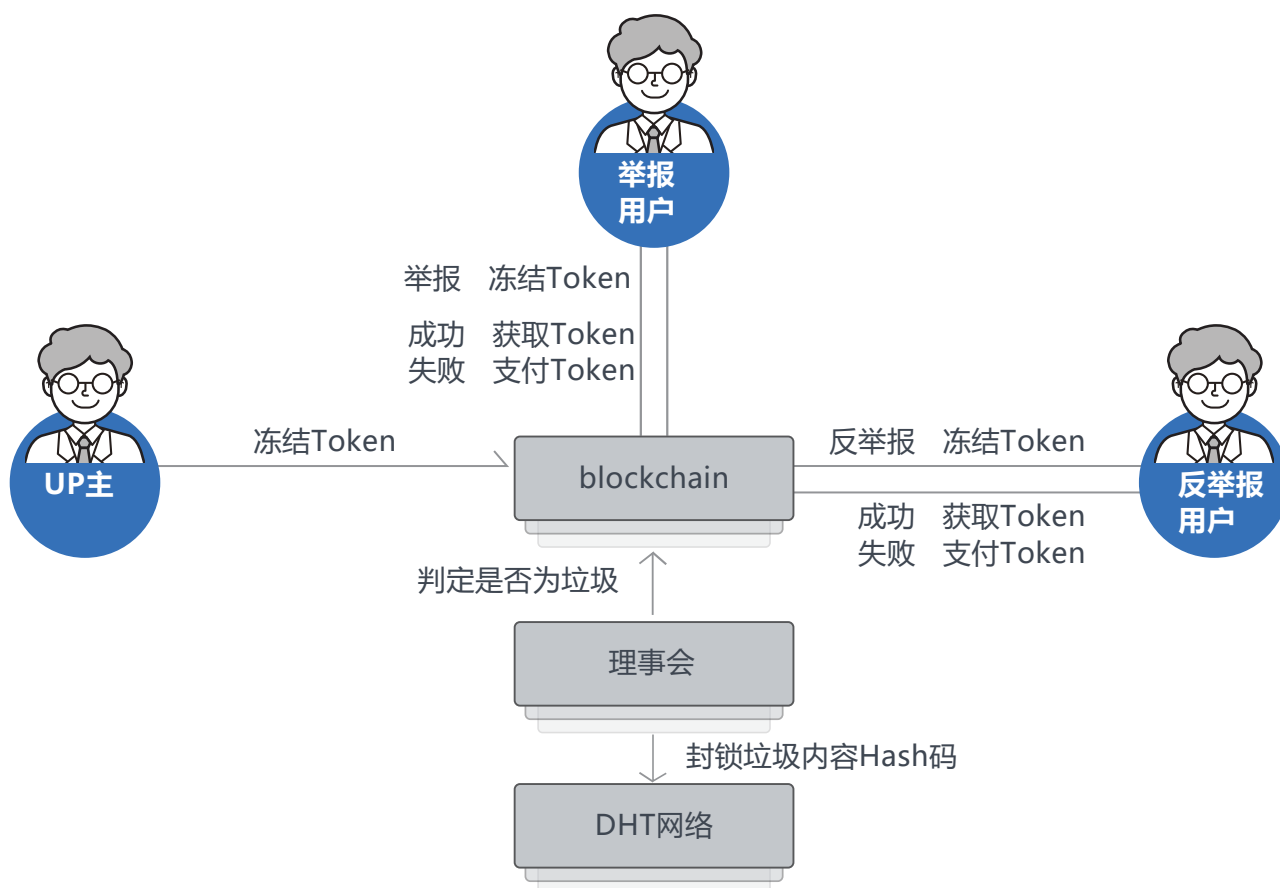 举报
用户
举报 冻结Token
成功 获取Token
失败 支付Token
UP主
冻结Token
blockchain
反举报 冻结Token
反举报
用户
成功 获取Token
失败 支付Token
判定是否为垃圾
理事会
封锁垃圾内容Hash码
DHT网络